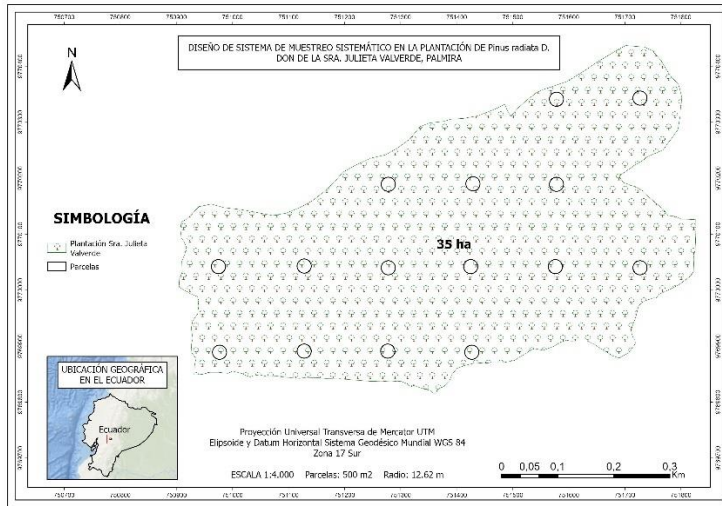 N
DISEÑO DE SISTEMA DE MUESTREO SISTEMÁTICO EN LA PLANTACIÓN DE Pinus radiata D.
DON DE LA SRA. JULIETA VALVERDE, PALMIRA
SIMBOLOGÍA
Plantación Sra. Julieta
Valverde
Parcelas
35 ha
UBICACIÓN GEOGRÁFICA
EN EL ECUADOR
Ecuador
Proyección Universal Transversa de Mercator UTM
Elipsoide y Datum Horizontal Sistema Geodésico Mundial WGS 84
Zona 17 Sur
ESCALA 1:4.000 Parcelas: 500 m2 Radio: 12.62 m
0 0,05 0,1 0,2 0,3
Km